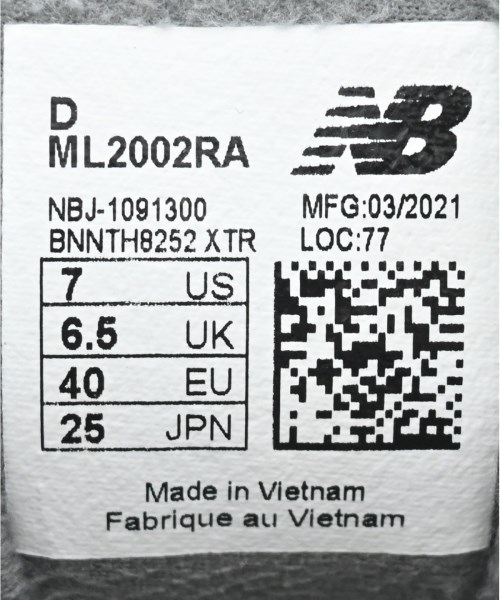 D
ML2002RA
NB
NBJ-1091300
MFG:03/2021
BNNTH8252 XTR
LOC:77
7 US
6.5 UK
40 EU
25 JPN
Made in Vietnam
Fabrique au Vietnam